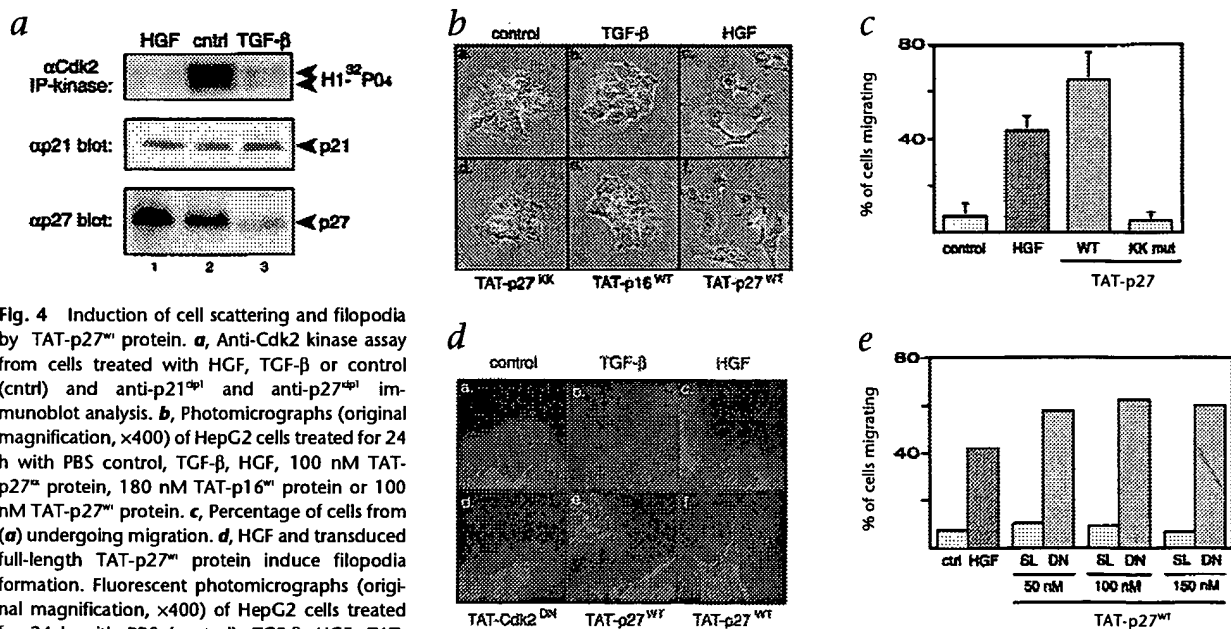 a
HGF cntrl TGF-β
αCdk2
IP-kinase:
H1-³²PO₄
αp21 blot:
p21
αp27 blot:
p27
1 2 3
Fig. 4 Induction of cell scattering and filopodia
by TAT-p27ʷᵗ protein. a, Anti-Cdk2 kinase assay
from cells treated with HGF, TGF-β or control
(cntrl) and anti-p21ᶜⁱᵖ¹ and anti-p27ᵏⁱᵖ¹ im-
munoblot analysis. b, Photomicrographs (original
magnification, ×400) of HepG2 cells treated for 24
h with PBS control, TGF-β, HGF, 100 nM TAT-
p27 protein, 180 nM TAT-p16ʷᵗ protein or 100
nM TAT-p27ʷᵗ protein. c, Percentage of cells from
(a) undergoing migration. d, HGF and transduced
full-length TAT-p27ʷᵗ protein induce filopodia
formation. Fluorescent photomicrographs (origi-
nal magnification, ×400) of HepG2 cells treated
b
control TGF-β HGF
a. b. c.
d. e. f.
TAT-p27ᴷᴷ TAT-p16ᵂᵀ TAT-p27ᵂᵀ
c
80
40
% of cells migrating
control HGF WT KK mut
TAT-p27
d
control TGF-β HGF
a. b. c.
d. e. f.
TAT-Cdk2ᴰᴺ TAT-p27ᵂᵀ TAT-p27ᵂᵀ
e
80
40
% of cells migrating
ctrl HGF SL DN SL DN SL DN
50 nM 100 nM 150 nM
TAT-p27ᵂᵀ